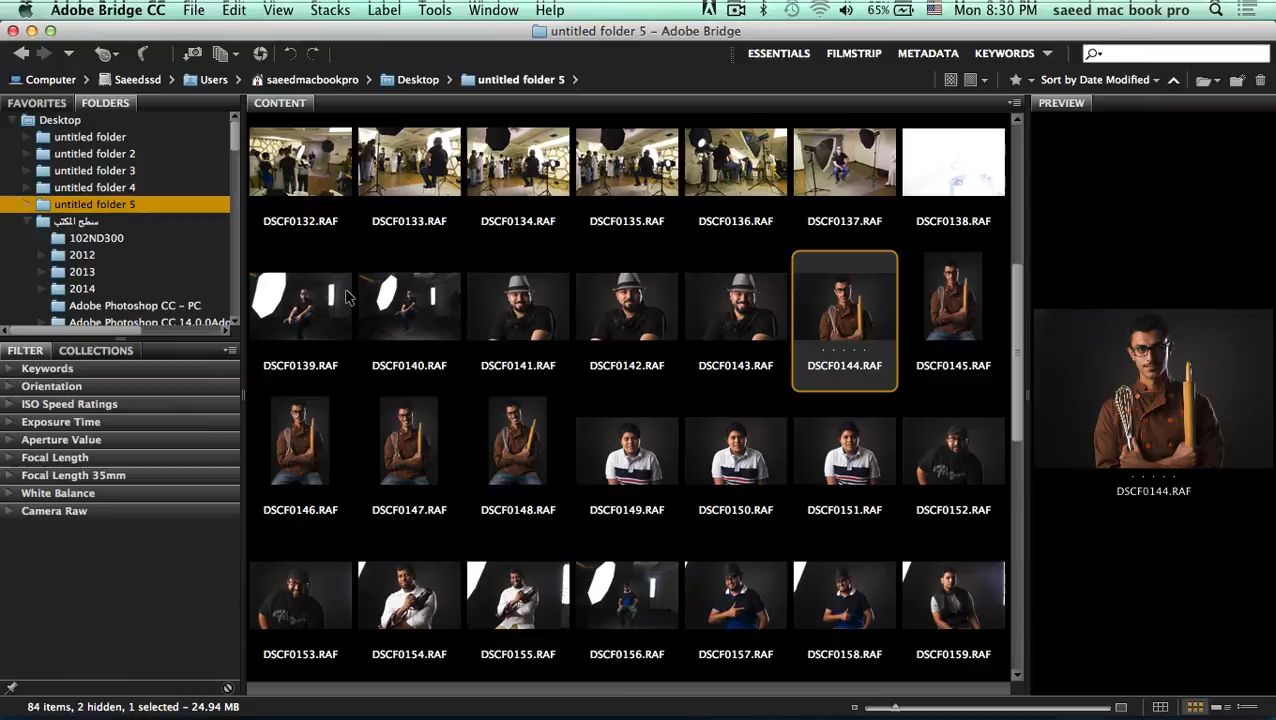 Adobe Bridge CC File Edit View Stacks Label Tools Window Help 65% Mon 8:30 PM saeed mac book pro
untitled folder 5 – Adobe Bridge
ESSENTIALS FILMSTRIP METADATA KEYWORDS
Computer Saeedssd Users saeedmacbookpro Desktop untitled folder 5 Sort by Date Modified
FAVORITES FOLDERS CONTENT PREVIEW
Desktop
untitled folder
untitled folder 2
untitled folder 3
untitled folder 4
untitled folder 5
سطح المكتب
102ND300
2012
2013
2014
Adobe Photoshop CC - PC
Adobe Photoshop CC 14.0.0Ado
FILTER COLLECTIONS
Keywords
Orientation
ISO Speed Ratings
Exposure Time
Aperture Value
Focal Length
Focal Length 35mm
White Balance
Camera Raw
DSCF0132.RAF DSCF0133.RAF DSCF0134.RAF DSCF0135.RAF DSCF0136.RAF DSCF0137.RAF DSCF0138.RAF
DSCF0139.RAF DSCF0140.RAF DSCF0141.RAF DSCF0142.RAF DSCF0143.RAF DSCF0144.RAF DSCF0145.RAF
DSCF0146.RAF DSCF0147.RAF DSCF0148.RAF DSCF0149.RAF DSCF0150.RAF DSCF0151.RAF DSCF0152.RAF
DSCF0153.RAF DSCF0154.RAF DSCF0155.RAF DSCF0156.RAF DSCF0157.RAF DSCF0158.RAF DSCF0159.RAF
DSCF0144.RAF
84 items, 2 hidden, 1 selected - 24.94 MB